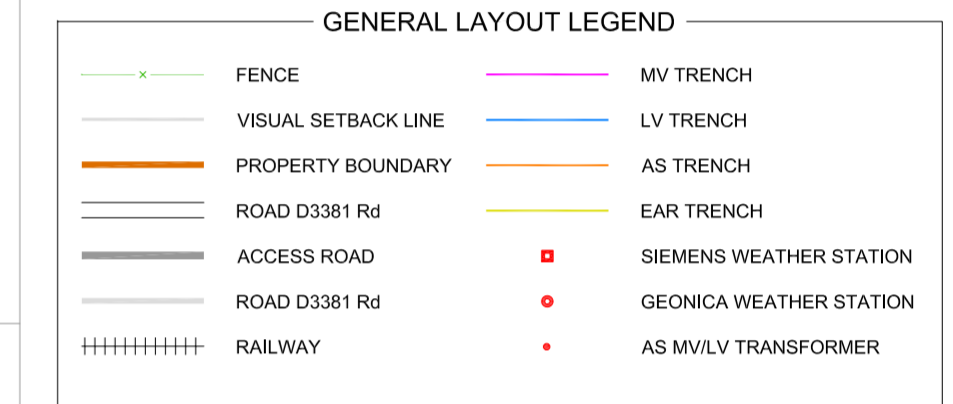 GENERAL LAYOUT LEGEND
FENCE
VISUAL SETBACK LINE
PROPERTY BOUNDARY
ROAD D3381 Rd
ACCESS ROAD
ROAD D3381 Rd
RAILWAY
MV TRENCH
LV TRENCH
AS TRENCH
EAR TRENCH
SIEMENS WEATHER STATION
GEONICA WEATHER STATION
AS MV/LV TRANSFORMER